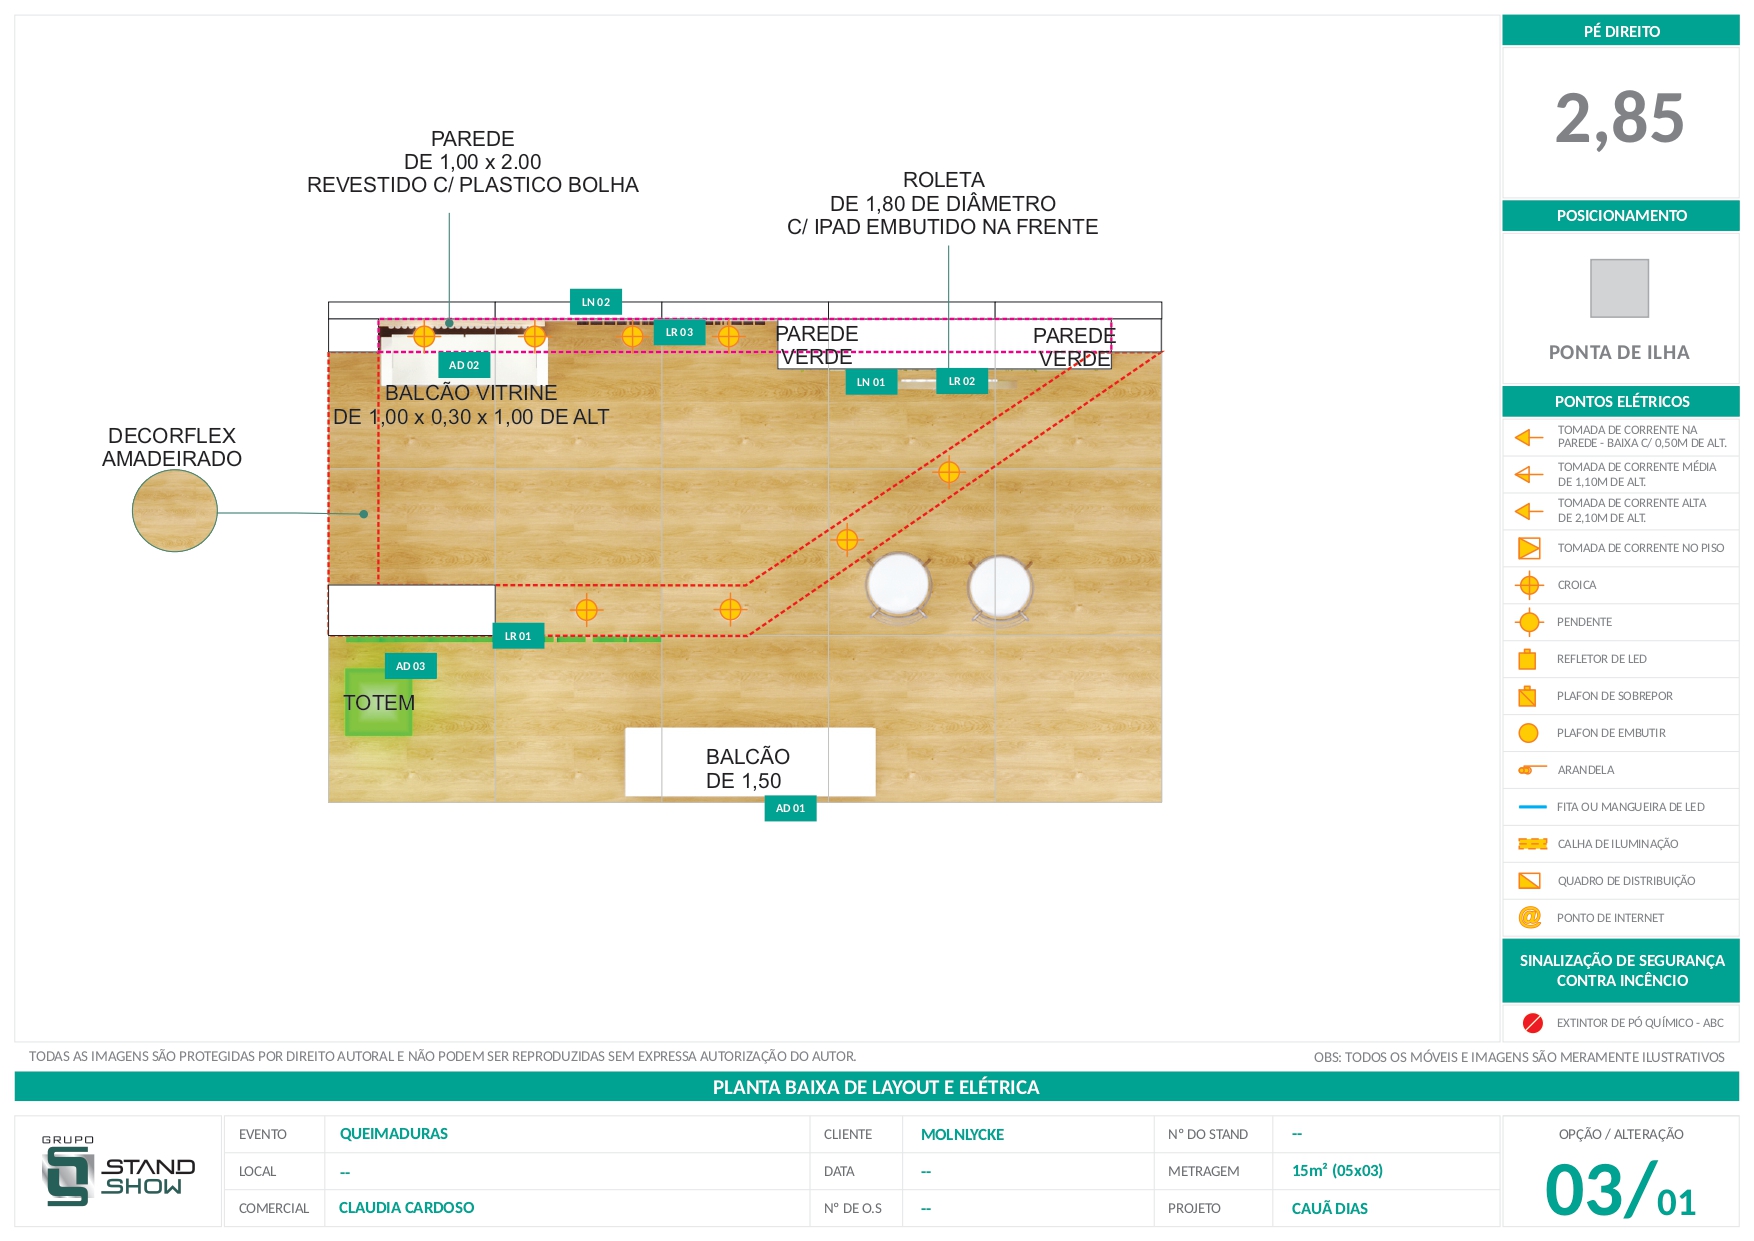 PAREDE
DE 1,00 x 2.00
REVESTIDO C/ PLASTICO BOLHA
ROLETA
DE 1,80 DE DIÂMETRO
C/ IPAD EMBUTIDO NA FRENTE
LN 02
LR 03
PAREDE
VERDE
PAREDE
VERDE
AD 02
LN 01
LR 02
BALCÃO VITRINE
DE 1,00 x 0,30 x 1,00 DE ALT
DECORFLEX
AMADEIRADO
LR 01
AD 03
TOTEM
BALCÃO
DE 1,50
AD 01
PÉ DIREITO
2,85
POSICIONAMENTO
PONTA DE ILHA
PONTOS ELÉTRICOS
TOMADA DE CORRENTE NA
PAREDE - BAIXA C/ 0,50M DE ALT.
TOMADA DE CORRENTE MÉDIA
DE 1,10M DE ALT.
TOMADA DE CORRENTE ALTA
DE 2,10M DE ALT.
TOMADA DE CORRENTE NO PISO
CROICA
PENDENTE
REFLETOR DE LED
PLAFON DE SOBREPOR
PLAFON DE EMBUTIR
ARANDELA
FITA OU MANGUEIRA DE LED
CALHA DE ILUMINAÇÃO
QUADRO DE DISTRIBUIÇÃO
@ PONTO DE INTERNET
SINALIZAÇÃO DE SEGURANÇA
CONTRA INCÊNCIO
EXTINTOR DE PÓ QUÍMICO - ABC
TODAS AS IMAGENS SÃO PROTEGIDAS POR DIREITO AUTORAL E NÃO PODEM SER REPRODUZIDAS SEM EXPRESSA AUTORIZAÇÃO DO AUTOR.
OBS: TODOS OS MÓVEIS E IMAGENS SÃO MERAMENTE ILUSTRATIVOS
PLANTA BAIXA DE LAYOUT E ELÉTRICA
GRUPO
STAND
SHOW
EVENTO QUEIMADURAS
CLIENTE MOLNLYCKE
Nº DO STAND --
LOCAL --
DATA --
METRAGEM 15m² (05x03)
COMERCIAL CLAUDIA CARDOSO
Nº DE O.S --
PROJETO CAUÃ DIAS
OPÇÃO / ALTERAÇÃO
03/01